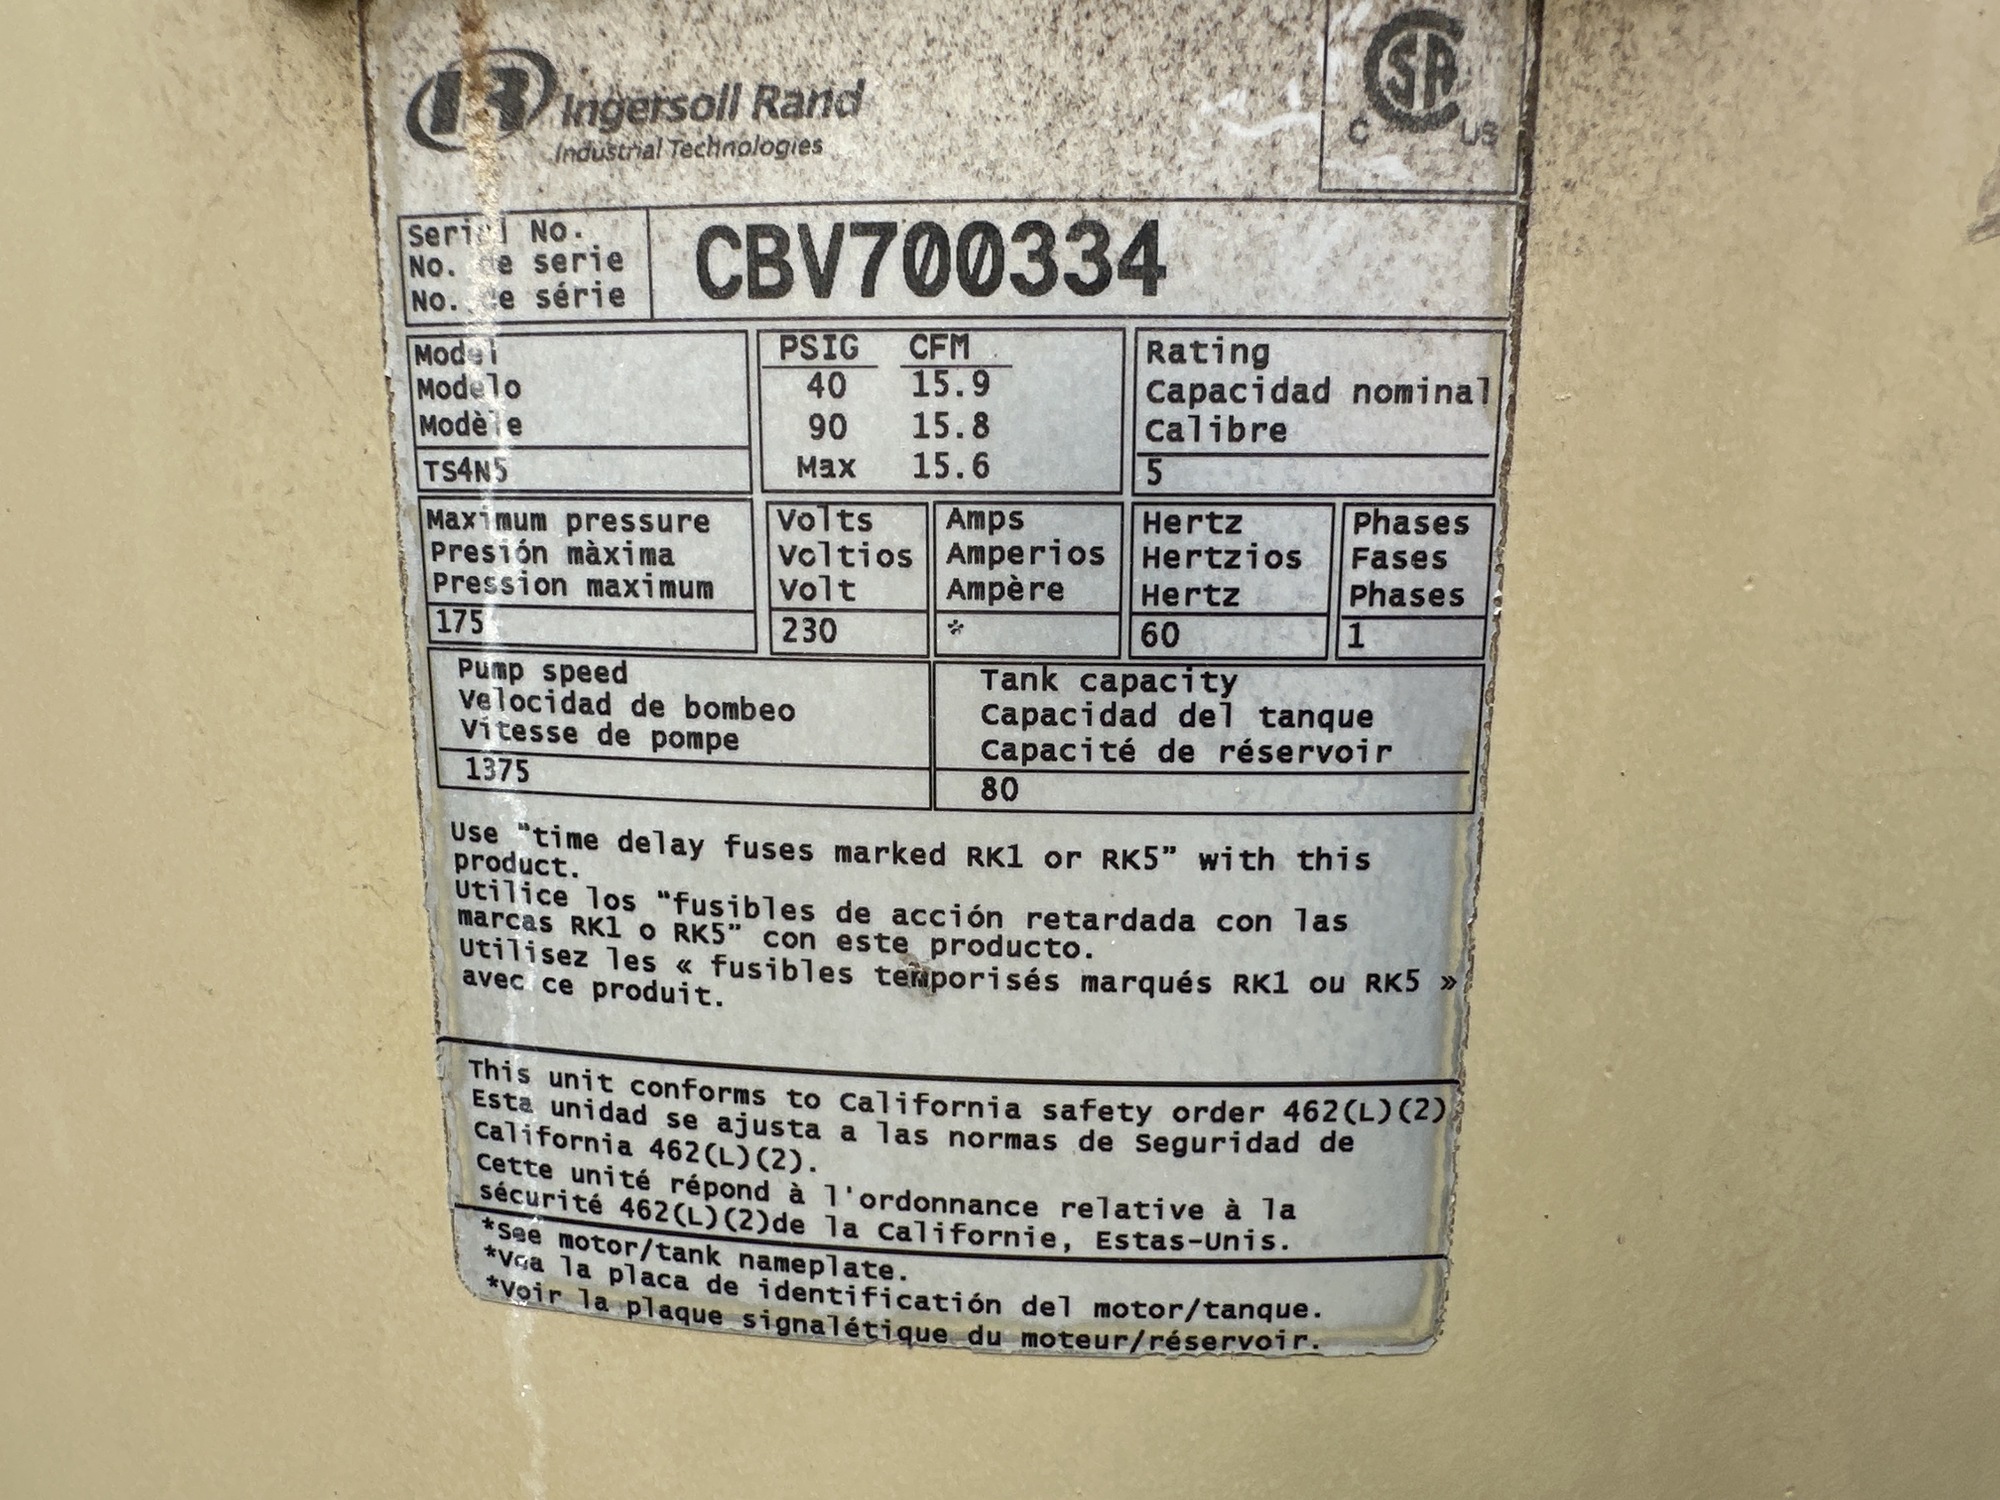 IR Ingersoll Rand
Industrial Technologies
C US
Serial No.
No. de serie
No. de série
CBV700334
Model
Modelo
Modèle
TS4N5
PSIG CFM
40 15.9
90 15.8
Max 15.6
Rating
Capacidad nominal
Calibre
5
Maximum pressure
Presión màxima
Pression maximum
175
Volts
Voltios
Volt
230
Amps
Amperios
Ampère
*
Hertz
Hertzios
Hertz
60
Phases
Fases
Phases
1
Pump speed
Velocidad de bombeo
Vitesse de pompe
1375
Tank capacity
Capacidad del tanque
Capacité de réservoir
80
Use "time delay fuses marked RK1 or RK5" with this
product.
Utilice los "fusibles de acción retardada con las
marcas RK1 o RK5" con este producto.
Utilisez les « fusibles temporisés marqués RK1 ou RK5 »
avec ce produit.
This unit conforms to California safety order 462(L)(2)
Esta unidad se ajusta a las normas de Seguridad de
California 462(L)(2).
Cette unité répond à l'ordonnance relative à la
sécurité 462(L)(2)de la Californie, Estas-Unis.
*See motor/tank nameplate.
*Vea la placa de identificatión del motor/tanque.
*Voir la plaque signalétique du moteur/réservoir.